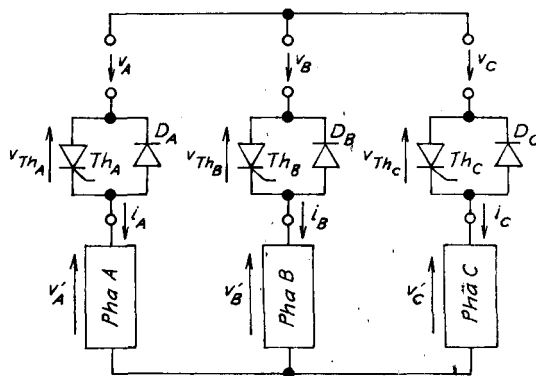 v_A v_B v_C
D_A D_B D_C
v_Th_A Th_A v_Th_B Th_B v_Th_C Th_C
i_A i_B i_C
v'_A Pha A v'_B Pha B v'_C Pha C